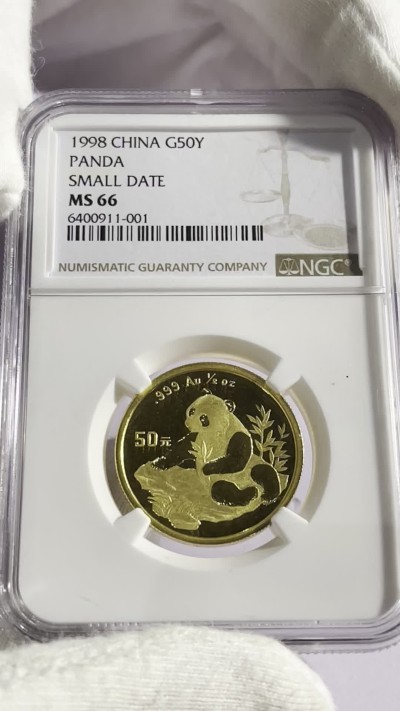 1998 CHINA G50Y
PANDA
SMALL DATE
MS 66
6400911-001
NUMISMATIC GUARANTY COMPANY NGC
.999 Au ½ oz
50元